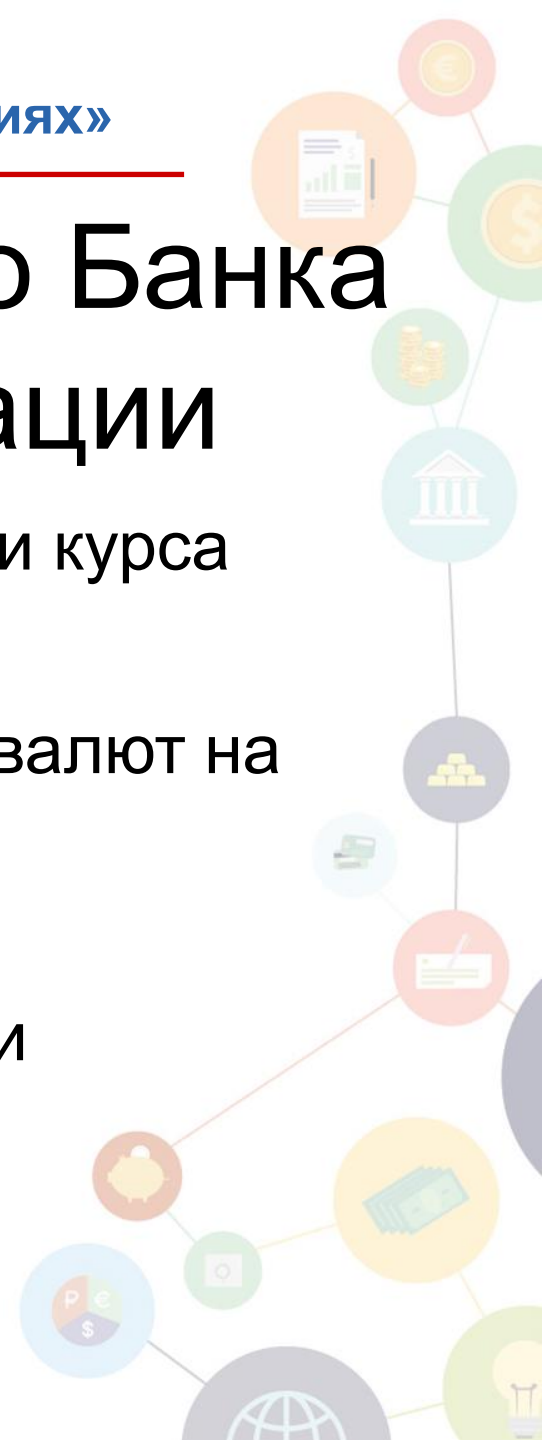 иях»
о Банка
ации
и курса
валют на
и